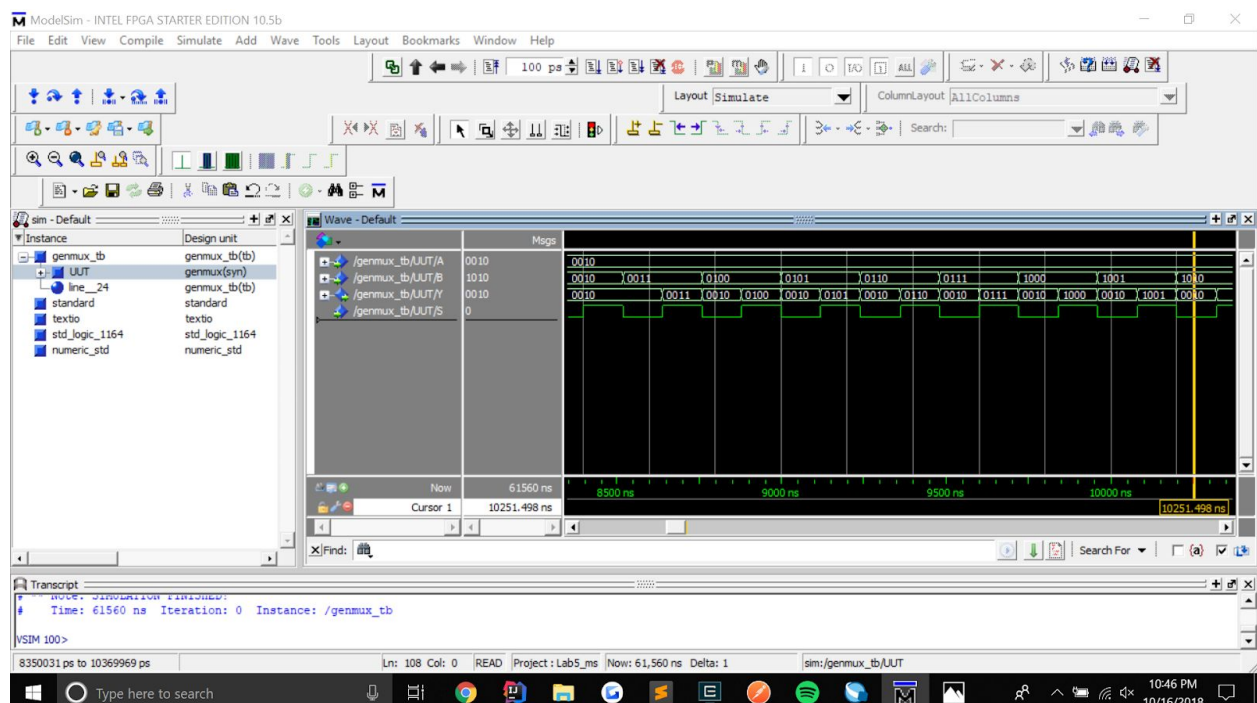 ModelSim - INTEL FPGA STARTER EDITION 10.5b
File Edit View Compile Simulate Add Wave Tools Layout Bookmarks Window Help
100 ps
Layout Simulate
ColumnLayout AllColumns
Search:
sim - Default
Instance Design unit
genmux_tb genmux_tb(tb)
UUT genmux(syn)
line__24 genmux_tb(tb)
standard standard
textio textio
std_logic_1164 std_logic_1164
numeric_std numeric_std
Wave - Default
Msgs
/genmux_tb/UUT/A 0010 0010
/genmux_tb/UUT/B 1010 0010 0011 0100 0101 0110 0111 1000 1001 1010
/genmux_tb/UUT/Y 0010 0010 0011 0010 0100 0010 0101 0010 0110 0010 0111 0010 1000 0010 1001 0010
/genmux_tb/UUT/S 0
Now 61560 ns 8500 ns 9000 ns 9500 ns 10000 ns
Cursor 1 10251.498 ns 10251.498 ns
Find: Search For (a)
Transcript
# ** Note: SIMULATION FINISHED!
# Time: 61560 ns Iteration: 0 Instance: /genmux_tb
VSIM 100>
8350031 ps to 10369969 ps Ln: 108 Col: 0 READ Project : Lab5_ms Now: 61,560 ns Delta: 1 sim:/genmux_tb/UUT
Type here to search
10:46 PM
10/16/2018